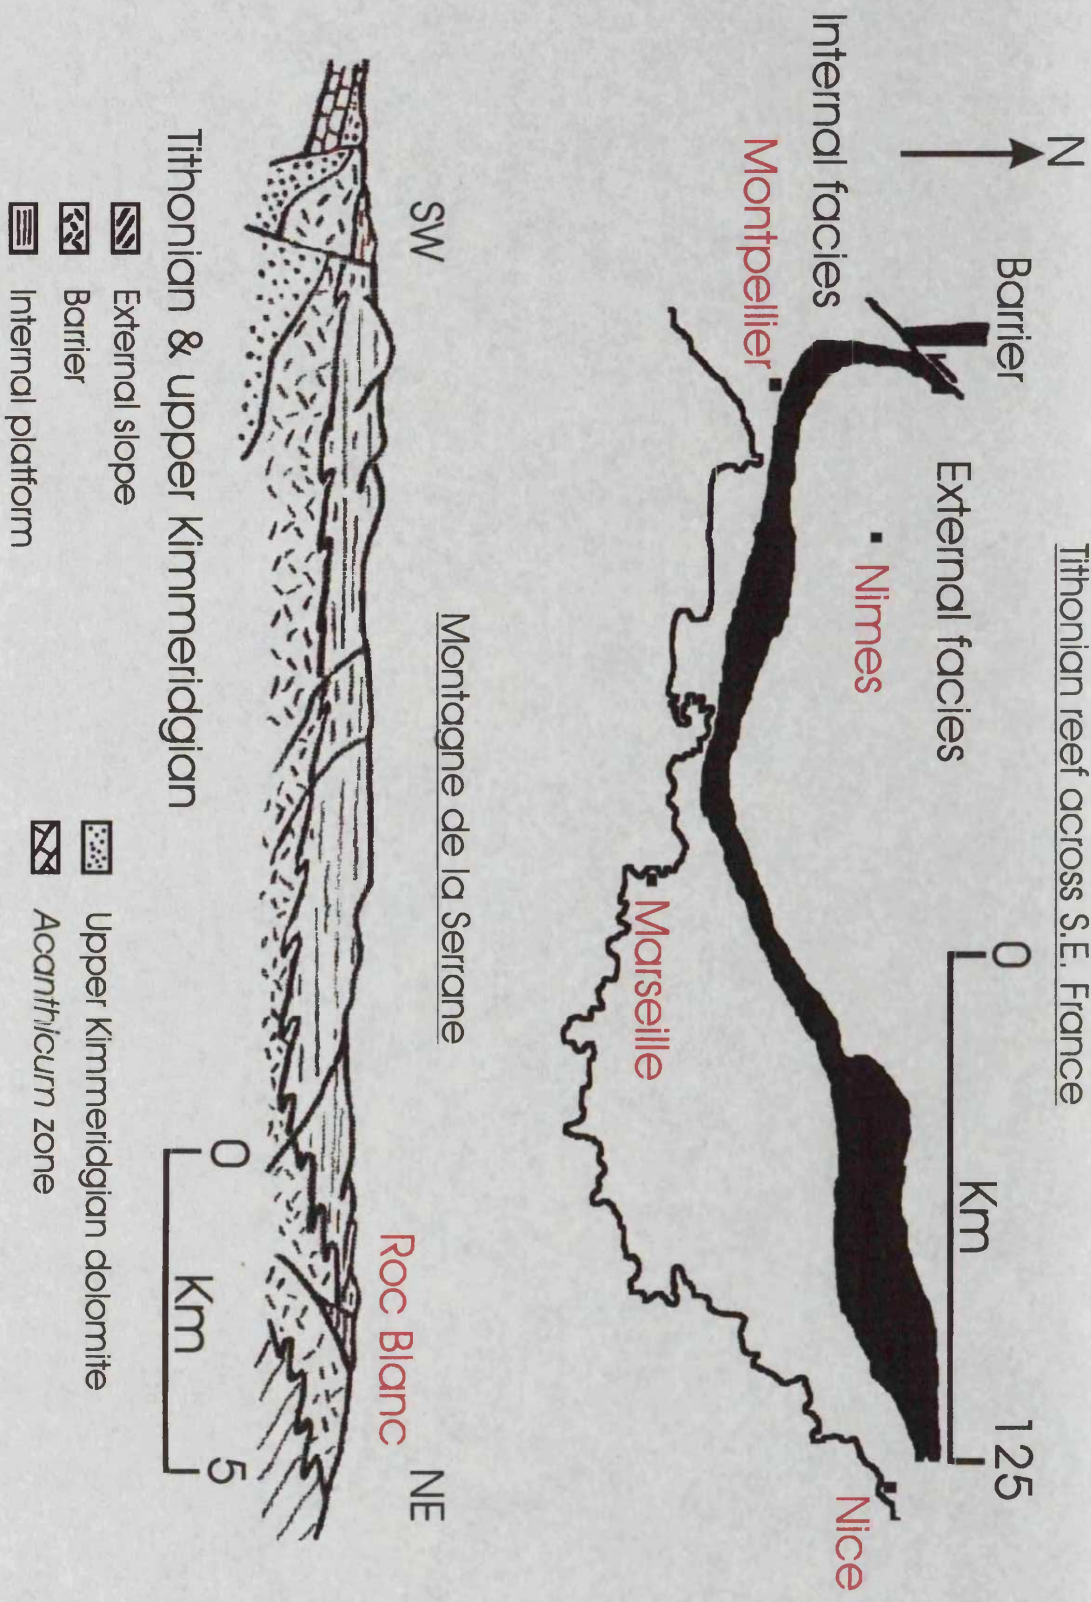 Tithonian reef across S.E. France
N
Barrier
External facies
0
125
Km
Internal facies
Nimes
Montpellier
Marseille
Nice
Montagne de la Serrane
SW
NE
Roc Blanc
0
5
Km
Tithonian & upper Kimmeridgian
External slope
Barrier
Internal platform
Upper Kimmeridgian dolomite
Acanthicum zone